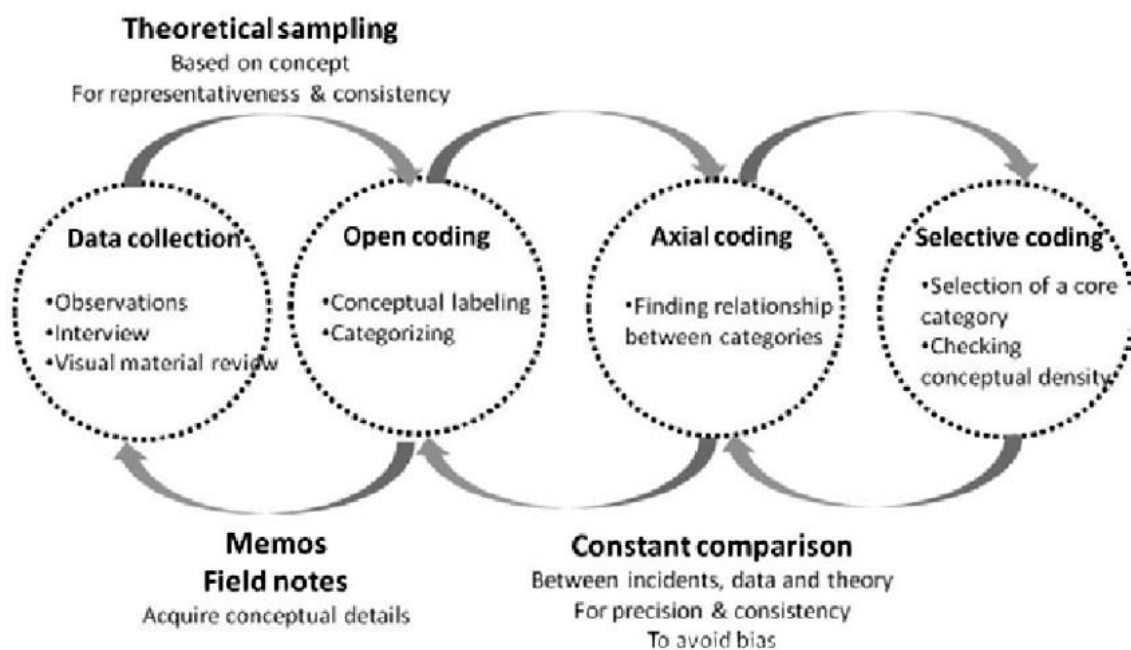 Theoretical sampling
Based on concept
For representativeness & consistency
Data collection
•Observations
•Interview
•Visual material review
Open coding
•Conceptual labeling
•Categorizing
Axial coding
•Finding relationship
between categories
Selective coding
•Selection of a core
category
•Checking
conceptual density
Memos
Field notes
Acquire conceptual details
Constant comparison
Between incidents, data and theory
For precision & consistency
To avoid bias